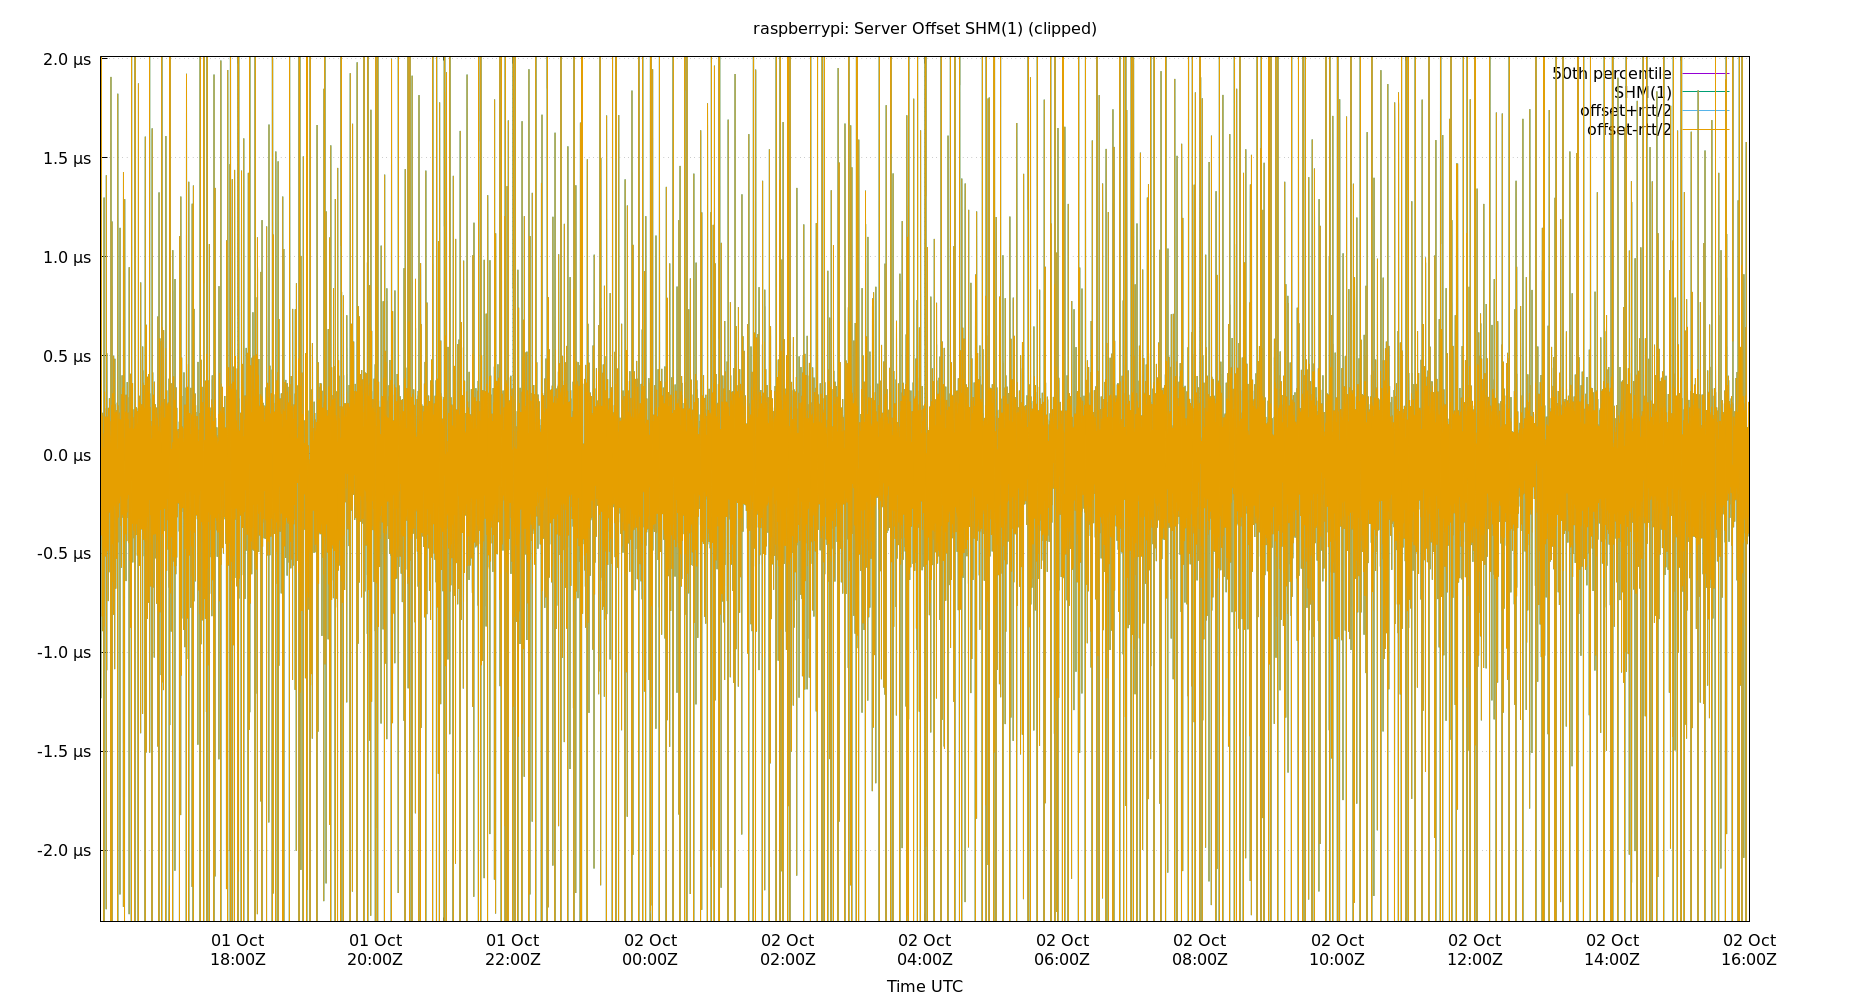 raspberrypi: Server Offset SHM(1) (clipped)
2.0 µs
1.5 µs
1.0 µs
0.5 µs
0.0 µs
-0.5 µs
-1.0 µs
-1.5 µs
-2.0 µs
50th percentile
SHM(1)
offset+rtt/2
offset-rtt/2
01 Oct 01 Oct 01 Oct 02 Oct 02 Oct 02 Oct 02 Oct 02 Oct 02 Oct 02 Oct 02 Oct 02 Oct
18:00Z 20:00Z 22:00Z 00:00Z 02:00Z 04:00Z 06:00Z 08:00Z 10:00Z 12:00Z 14:00Z 16:00Z
Time UTC